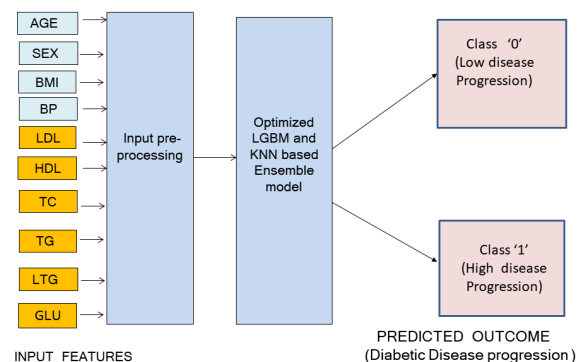 AGE
SEX
BMI
BP
LDL
HDL
TC
TG
LTG
GLU
INPUT FEATURES
Input pre-
processing
Optimized
LGBM and
KNN based
Ensemble
model
Class '0'
(Low disease
Progression)
Class '1'
(High disease
Progression)
PREDICTED OUTCOME
(Diabetic Disease progression )